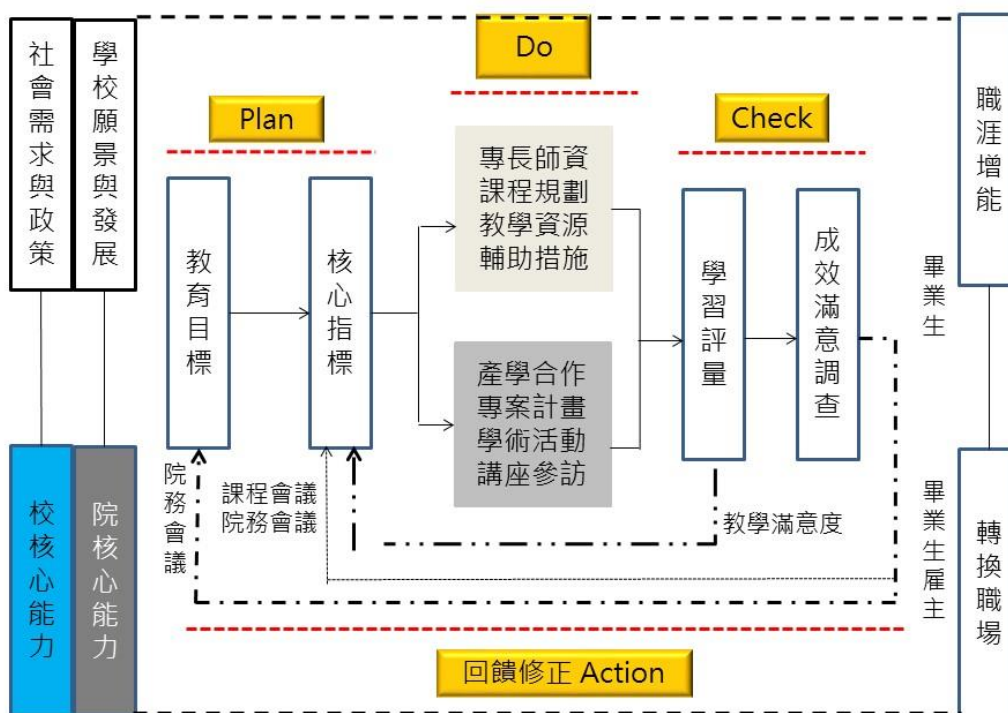 社會需求與政策
學校願景與發展
校核心能力
院核心能力
Plan
Do
Check
教育目標
核心指標
專長師資
課程規劃
教學資源
輔助措施
產學合作
專案計畫
學術活動
講座參訪
學習評量
成效滿意調查
院務會議
課程會議
院務會議
教學滿意度
畢業生
畢業生雇主
職涯增能
轉換職場
回饋修正 Action